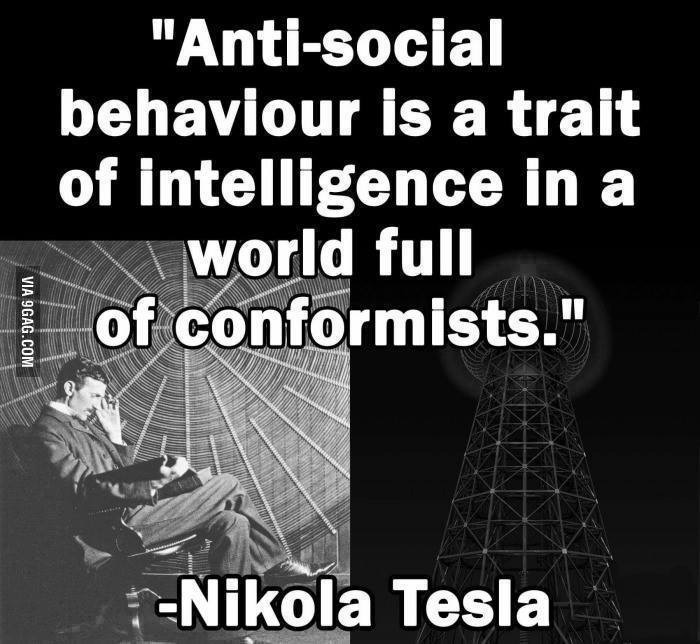 "Anti-social
behaviour is a trait
of intelligence in a
world full
of conformists."
VIA 9GAG.COM
-Nikola Tesla